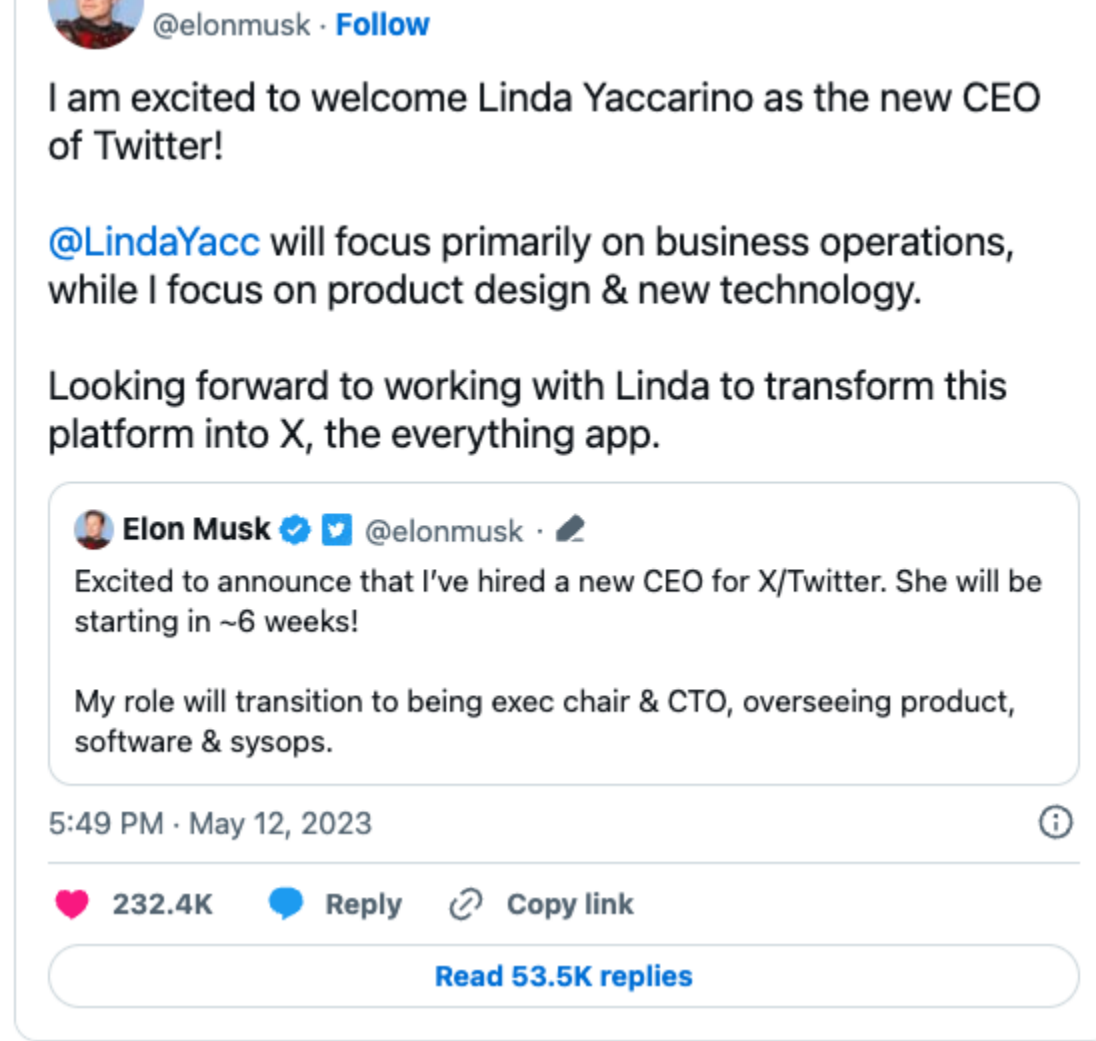 @elonmusk · Follow
I am excited to welcome Linda Yaccarino as the new CEO
of Twitter!
@LindaYacc will focus primarily on business operations,
while I focus on product design & new technology.
Looking forward to working with Linda to transform this
platform into X, the everything app.
Elon Musk @elonmusk ·
Excited to announce that I’ve hired a new CEO for X/Twitter. She will be
starting in ~6 weeks!
My role will transition to being exec chair & CTO, overseeing product,
software & sysops.
5:49 PM · May 12, 2023
232.4K Reply Copy link
Read 53.5K replies